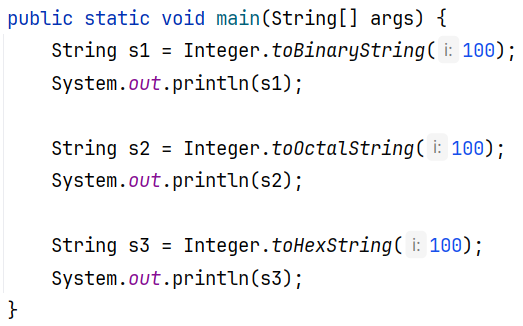 public static void main(String[] args) {
    String s1 = Integer.toBinaryString( i: 100);
    System.out.println(s1);

    String s2 = Integer.toOctalString( i: 100);
    System.out.println(s2);

    String s3 = Integer.toHexString( i: 100);
    System.out.println(s3);
}